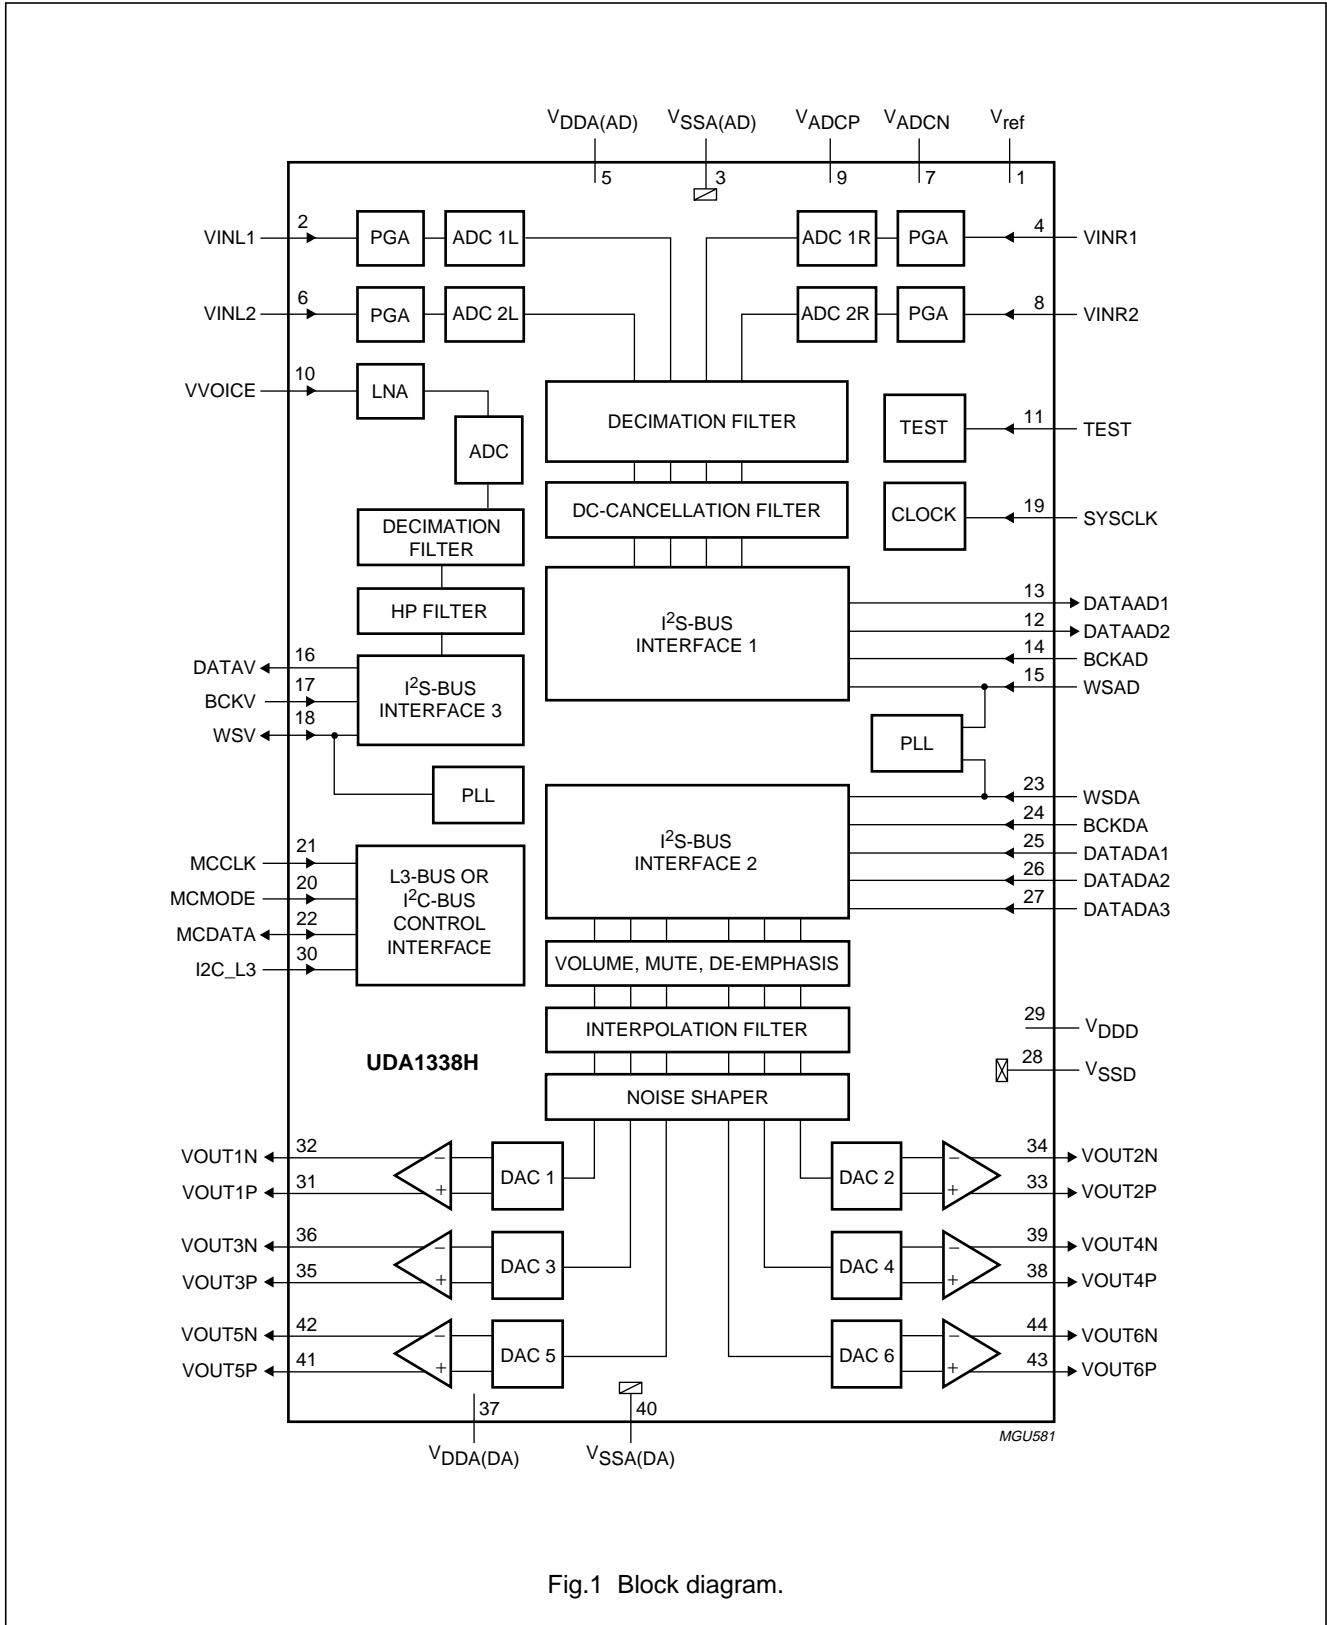 VDDA(AD) VSSA(AD) VADCP VADCN Vref
5 3 9 7 1
VINL1 2 PGA ADC 1L ADC 1R PGA 4 VINR1
VINL2 6 PGA ADC 2L ADC 2R PGA 8 VINR2
VVOICE 10 LNA
DECIMATION FILTER
TEST 11 TEST
ADC
DC-CANCELLATION FILTER
CLOCK 19 SYSCLK
DECIMATION
FILTER
HP FILTER
I2S-BUS
INTERFACE 1
13 DATAAD1
12 DATAAD2
14 BCKAD
15 WSAD
DATAV 16
BCKV 17
WSV 18
I2S-BUS
INTERFACE 3
PLL
PLL
I2S-BUS
INTERFACE 2
23 WSDA
24 BCKDA
25 DATADA1
26 DATADA2
27 DATADA3
MCCLK 21
MCMODE 20
MCDATA 22
I2C_L3 30
L3-BUS OR
I2C-BUS
CONTROL
INTERFACE
VOLUME, MUTE, DE-EMPHASIS
INTERPOLATION FILTER
29 VDDD
UDA1338H
28 VSSD
NOISE SHAPER
VOUT1N 32 − DAC 1 DAC 2 − 34 VOUT2N
VOUT1P 31 + + 33 VOUT2P
VOUT3N 36 − DAC 3 DAC 4 − 39 VOUT4N
VOUT3P 35 + + 38 VOUT4P
VOUT5N 42 − DAC 5 DAC 6 − 44 VOUT6N
VOUT5P 41 + + 43 VOUT6P
37 40
VDDA(DA) VSSA(DA)
MGU581
Fig.1 Block diagram.